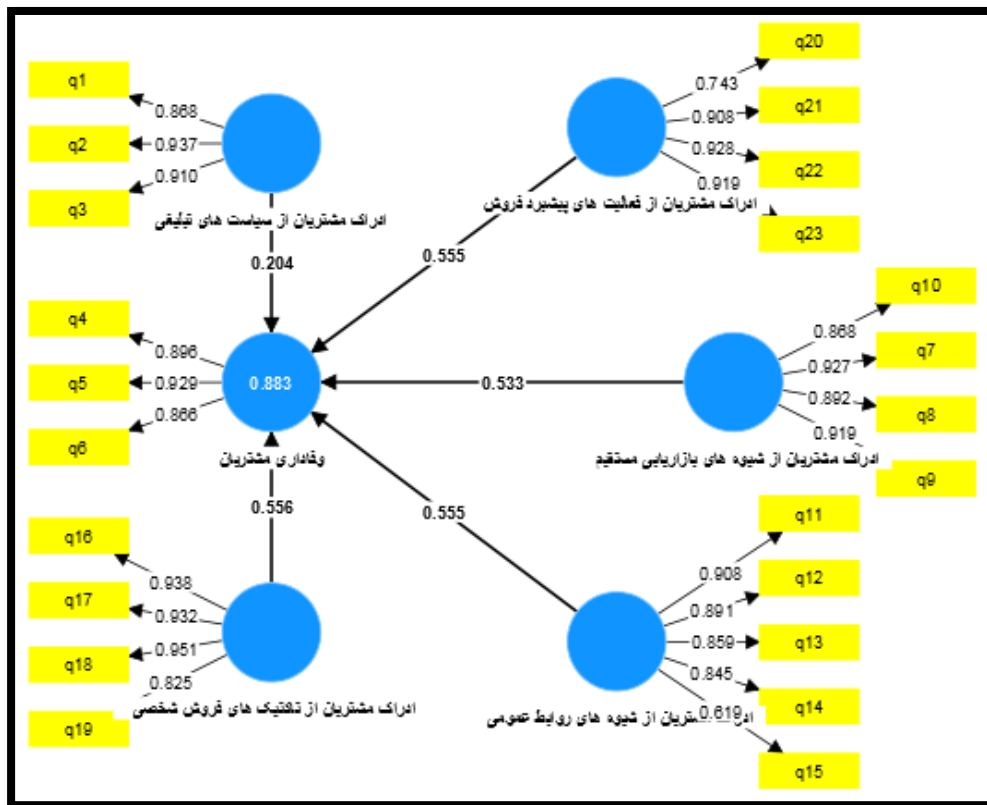 q1
0.868
q2
0.937
q3
0.910
ادراک مشتریان از سیاست های تبلیغی
0.204
q20
0.743
q21
0.908
q22
0.928
q23
0.919
ادراک مشتریان از فعالیت های پیشبرد فروش
0.555
q4
0.896
q5
0.929
q6
0.866
0.883
وفاداری مشتریان
q10
0.868
q7
0.927
q8
0.892
q9
0.919
ادراک مشتریان از شیوه های بازاریابی مستقیم
0.533
q16
0.938
q17
0.932
q18
0.951
q19
0.825
ادراک مشتریان از تاکتیک های فروش شخصی
0.556
q11
0.908
q12
0.891
q13
0.859
q14
0.845
q15
0.619
ادراک مشتریان از شیوه های روابط عمومی
0.555